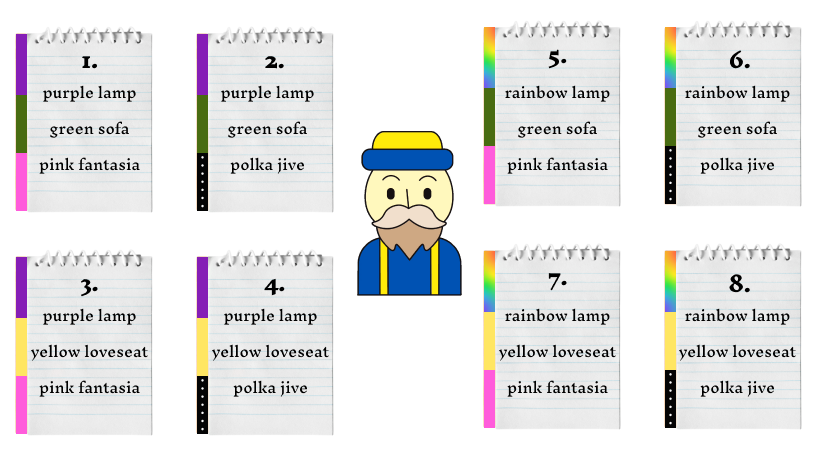 1.
purple lamp
green sofa
pink fantasia
2.
purple lamp
green sofa
polka jive
3.
purple lamp
yellow loveseat
pink fantasia
4.
purple lamp
yellow loveseat
polka jive
5.
rainbow lamp
green sofa
pink fantasia
6.
rainbow lamp
green sofa
polka jive
7.
rainbow lamp
yellow loveseat
pink fantasia
8.
rainbow lamp
yellow loveseat
polka jive